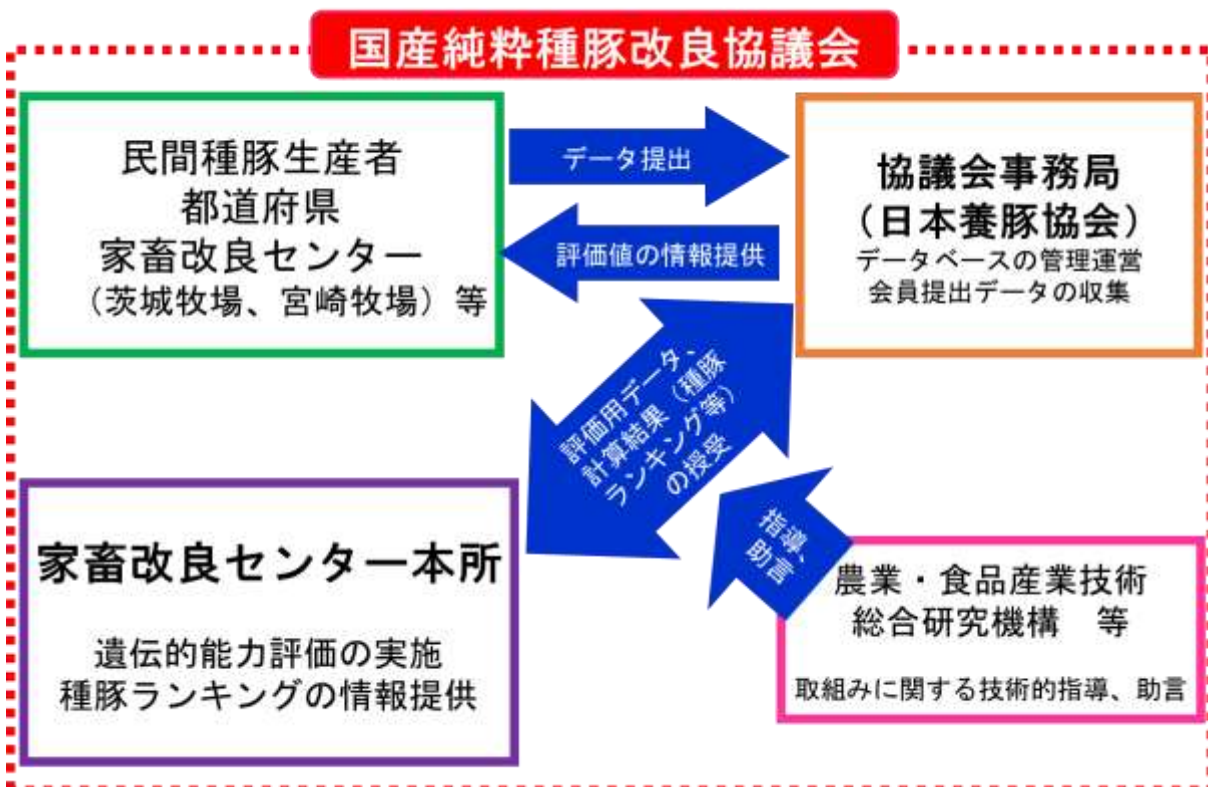 国産純粋種豚改良協議会
民間種豚生産者
都道府県
家畜改良センター
（茨城牧場、宮崎牧場）等
データ提出
評価値の情報提供
協議会事務局
（日本養豚協会）
データベースの管理運営
会員提出データの収集
評価用データ、
計算結果（種豚
ランキング等）
の授受
家畜改良センター本所
遺伝的能力評価の実施
種豚ランキングの情報提供
指導、
助言
農業・食品産業技術
総合研究機構　等
取組みに関する技術的指導、助言